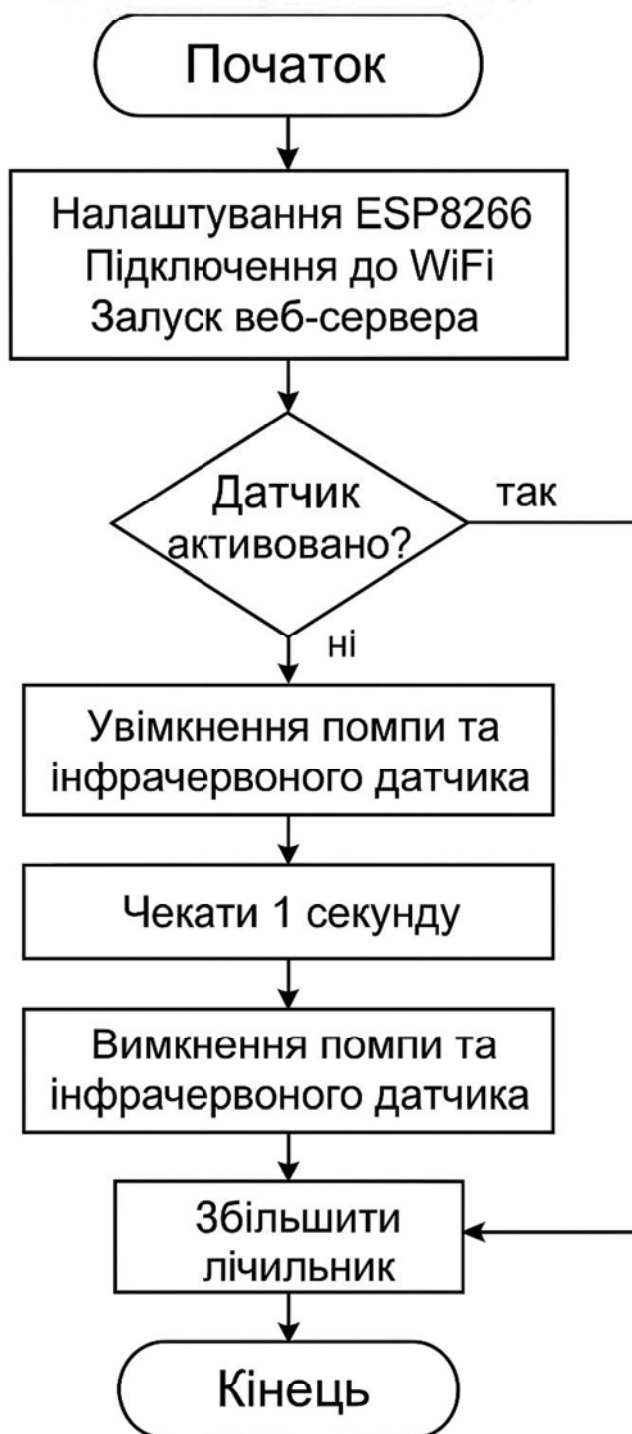 Початок
Налаштування ESP8266
Підключення до WiFi
Залуск веб-сервера
Датчик
активовано?
так
ні
Увімкнення помпи та
інфрачервоного датчика
Чекати 1 секунду
Вимкнення помпи та
інфрачервоного датчика
Збільшити
лічильник
Кінець